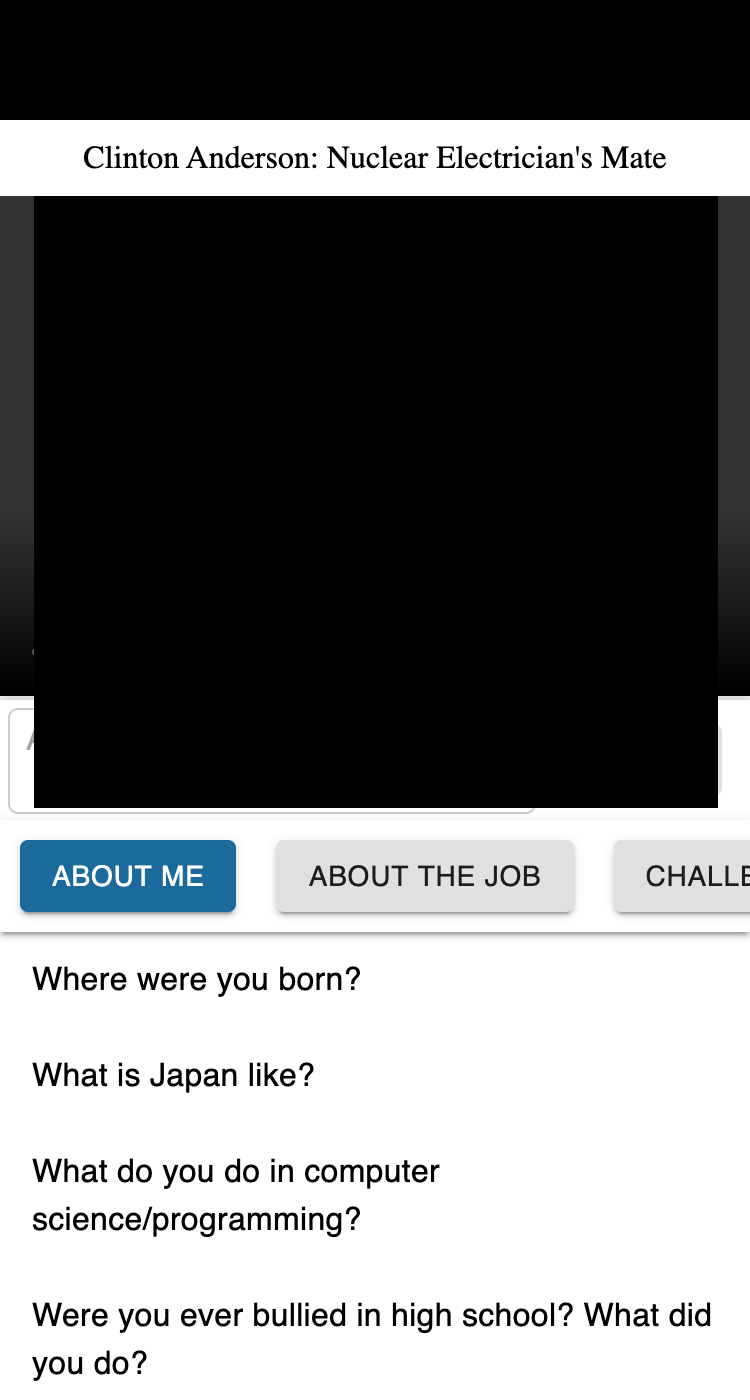 Clinton Anderson: Nuclear Electrician's Mate
ABOUT ME
ABOUT THE JOB
CHALLE
Where were you born?
What is Japan like?
What do you do in computer
science/programming?
Were you ever bullied in high school? What did
you do?